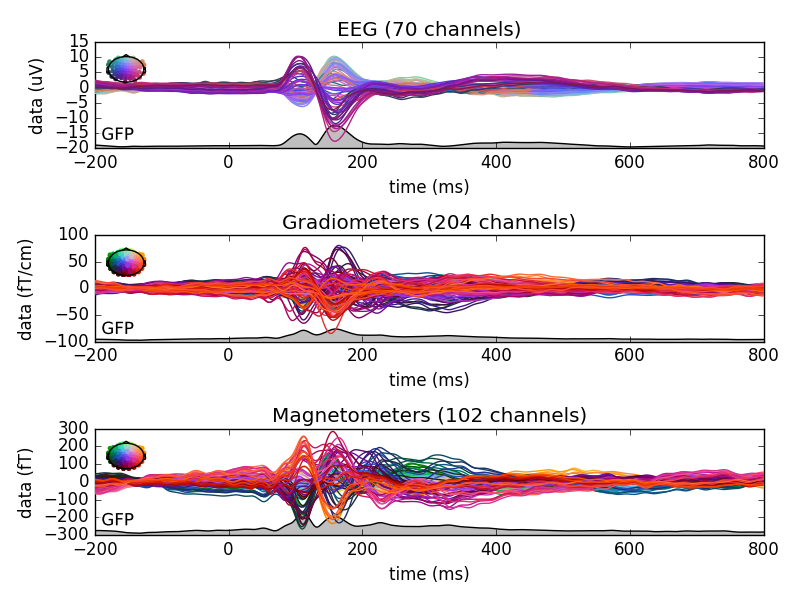 EEG (70 channels)
15
10
5
0
−5
−10
−15
−20
data (uV)
GFP
−200 0 200 400 600 800
time (ms)
Gradiometers (204 channels)
100
50
0
−50
−100
data (fT/cm)
GFP
−200 0 200 400 600 800
time (ms)
Magnetometers (102 channels)
300
200
100
0
−100
−200
−300
data (fT)
GFP
−200 0 200 400 600 800
time (ms)